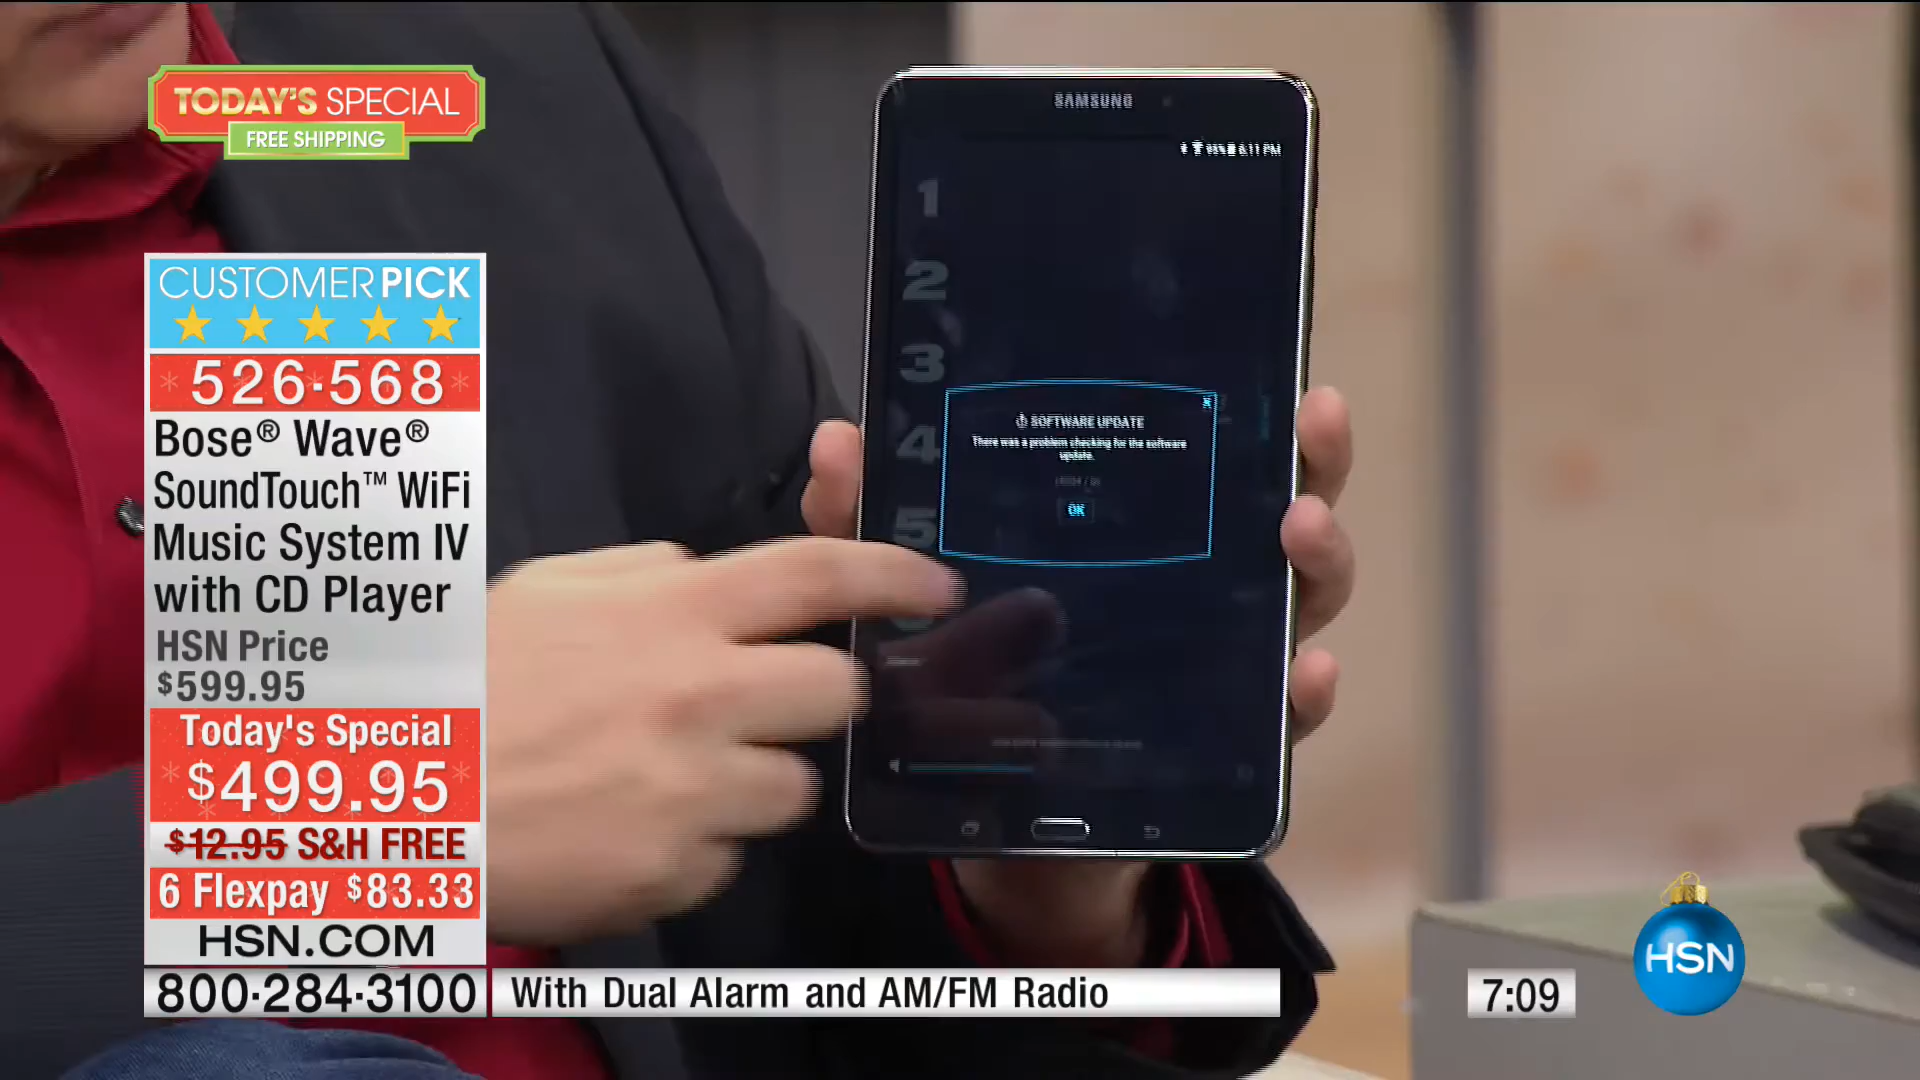 TODAY'S SPECIAL
FREE SHIPPING
CUSTOMER PICK
526·568
Bose® Wave®
SoundTouch™ WiFi
Music System IV
with CD Player
HSN Price
$599.95
Today's Special
$499.95
$12.95 S&H FREE
6 Flexpay $83.33
HSN.COM
800·284·3100
With Dual Alarm and AM/FM Radio
7:09
HSN
SAMSUNG
6:11 PM
1
2
3
4
5
SOFTWARE UPDATE
There was a problem checking for the software
update.
OK